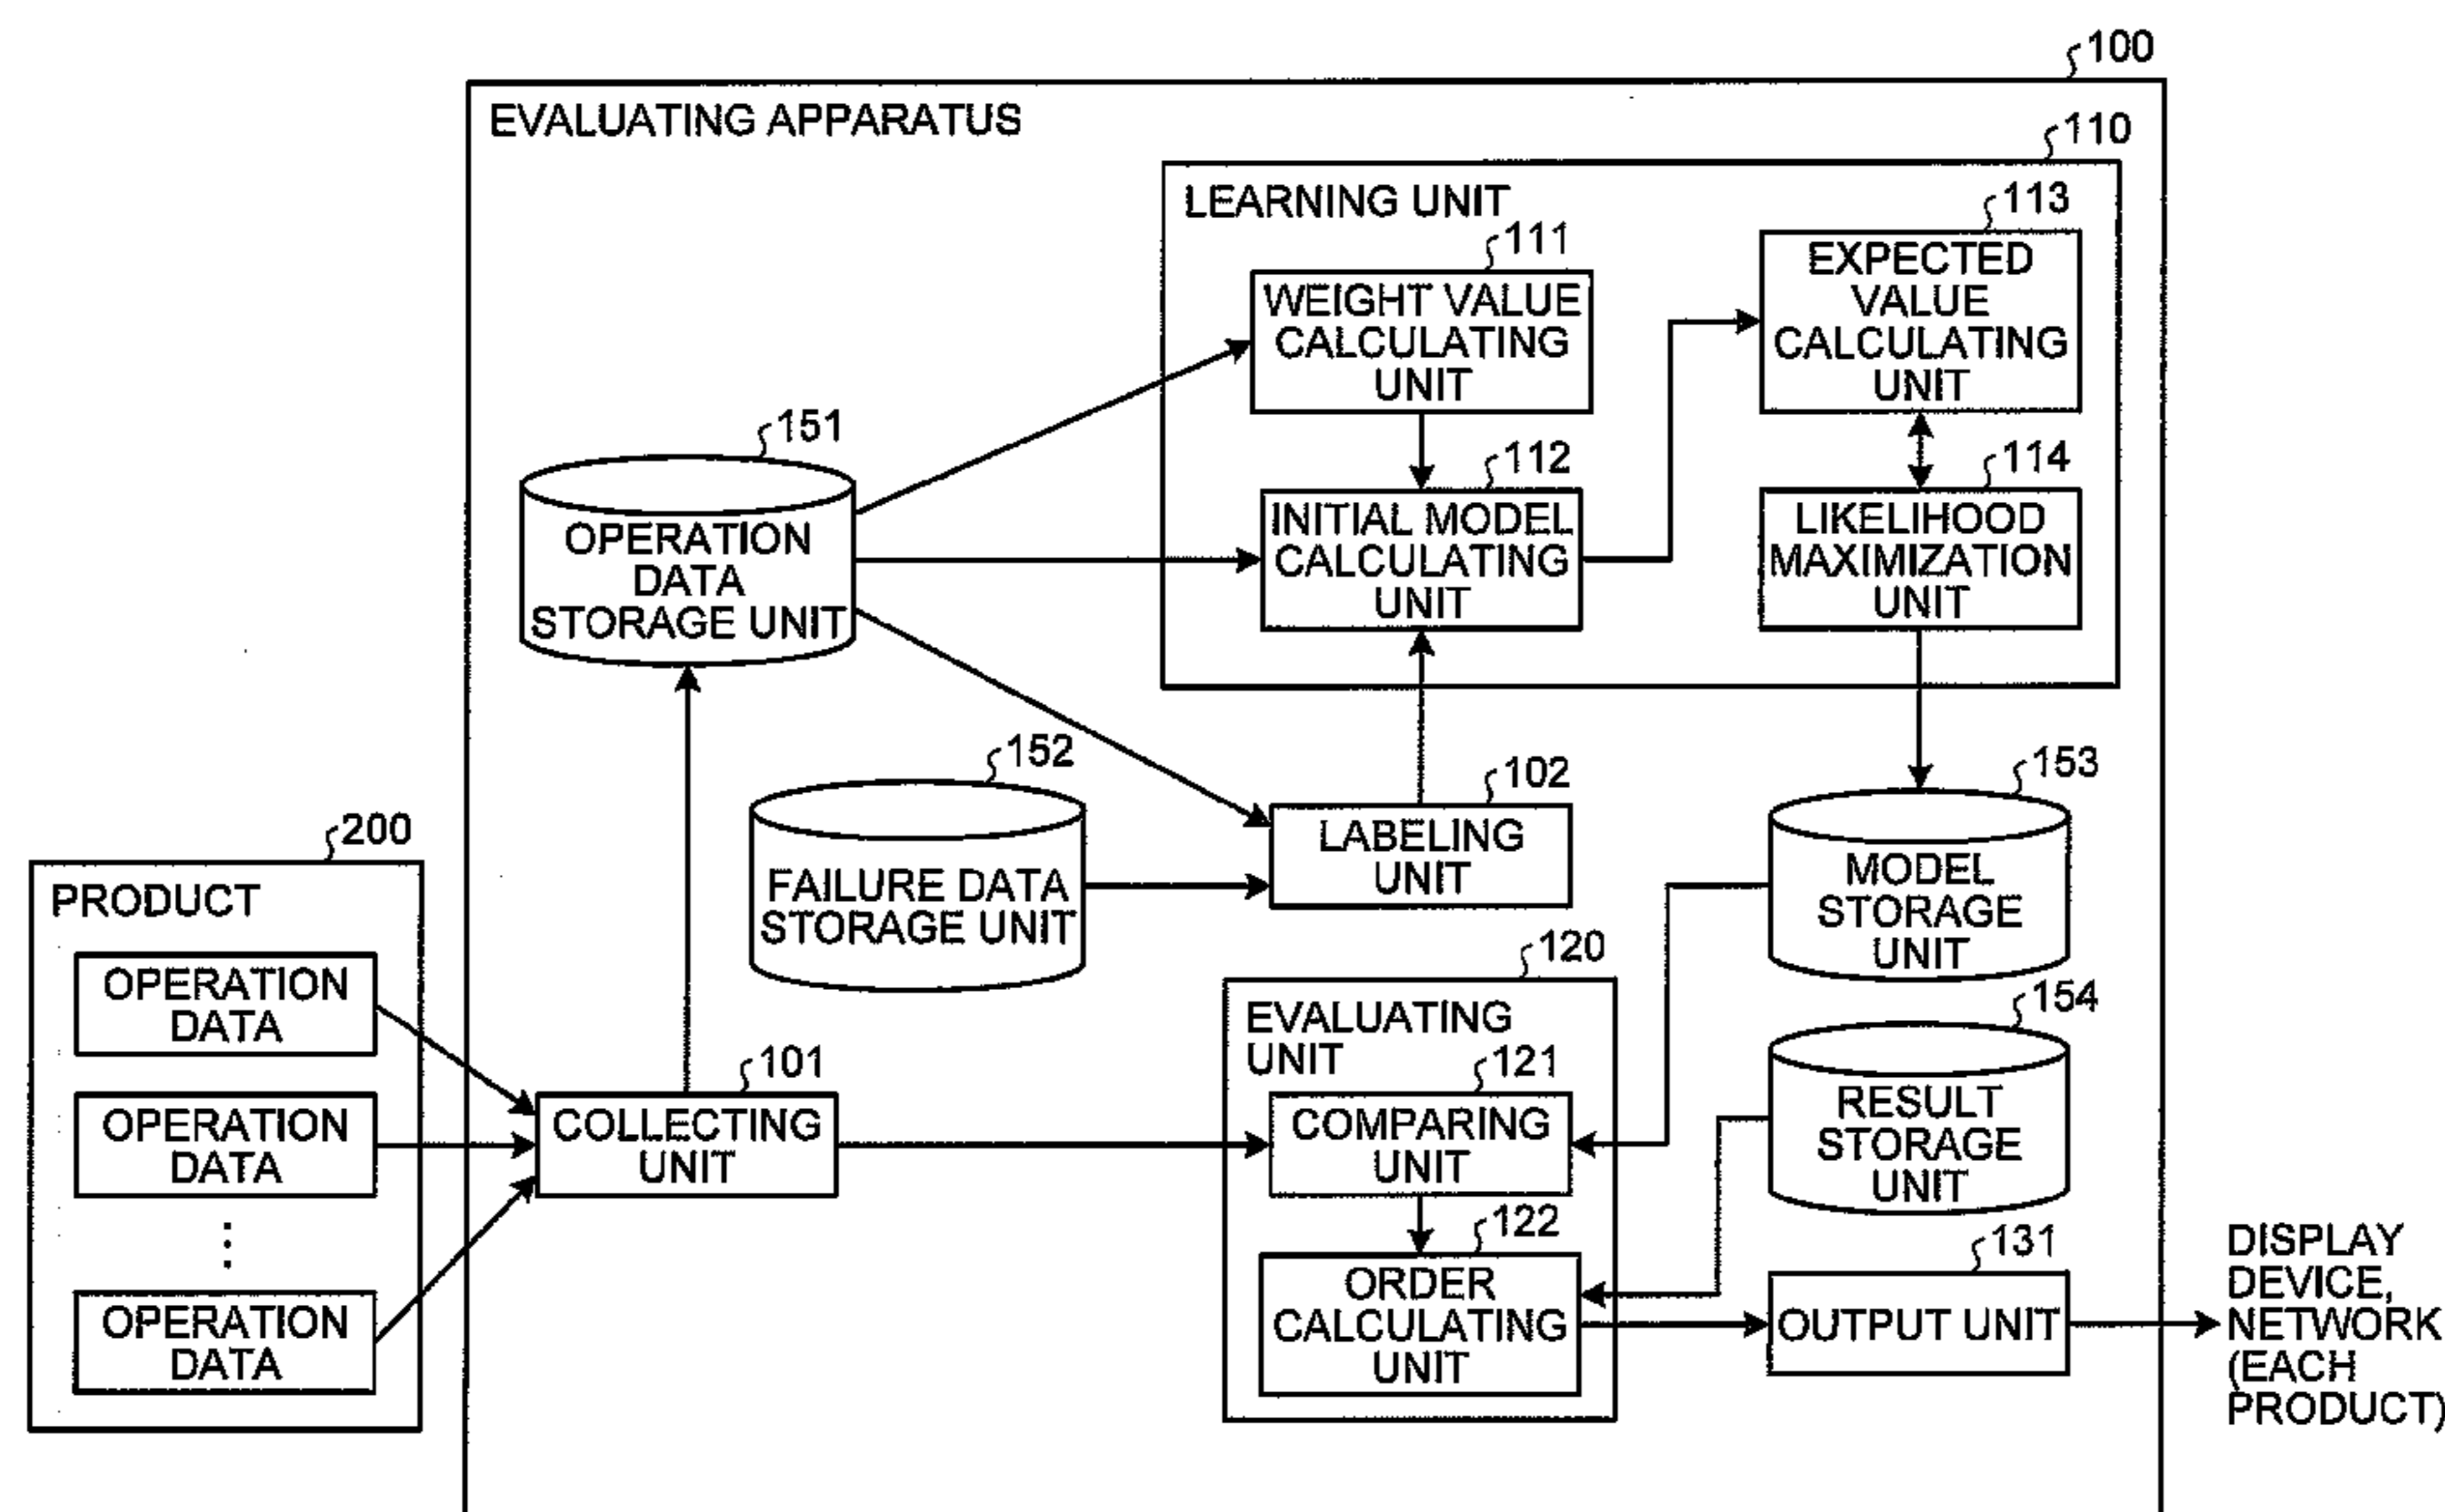 100
EVALUATING APPARATUS
110
LEARNING UNIT
111
WEIGHT VALUE
CALCULATING
UNIT
113
EXPECTED
VALUE
CALCULATING
UNIT
151
OPERATION
DATA
STORAGE UNIT
112
INITIAL MODEL
CALCULATING
UNIT
114
LIKELIHOOD
MAXIMIZATION
UNIT
152
FAILURE DATA
STORAGE UNIT
102
LABELING
UNIT
153
MODEL
STORAGE
UNIT
200
PRODUCT
OPERATION
DATA
OPERATION
DATA
OPERATION
DATA
101
COLLECTING
UNIT
120
EVALUATING
UNIT
121
COMPARING
UNIT
122
ORDER
CALCULATING
UNIT
154
RESULT
STORAGE
UNIT
131
OUTPUT UNIT
DISPLAY
DEVICE,
NETWORK
(EACH
PRODUCT)